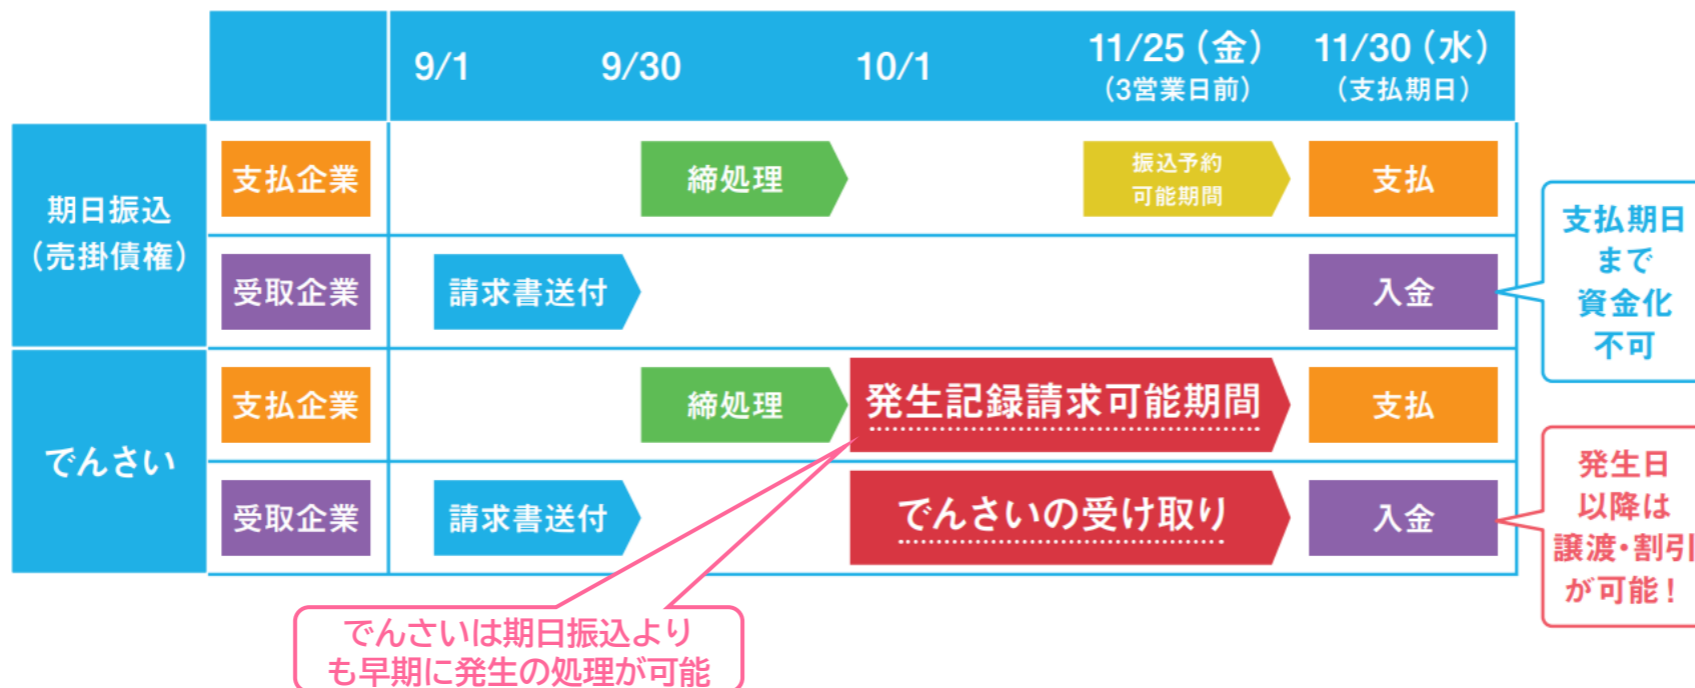 9/1
9/30
10/1
11/25（金）
（3営業日前）
11/30（水）
（支払期日）
期日振込
（売掛債権）
支払企業
締処理
振込予約
可能期間
支払
受取企業
請求書送付
入金
支払期日
まで
資金化
不可
でんさい
支払企業
締処理
発生記録請求可能期間
支払
受取企業
請求書送付
でんさいの受け取り
入金
発生日
以降は
譲渡・割引
が可能！
でんさいは期日振込より
も早期に発生の処理が可能